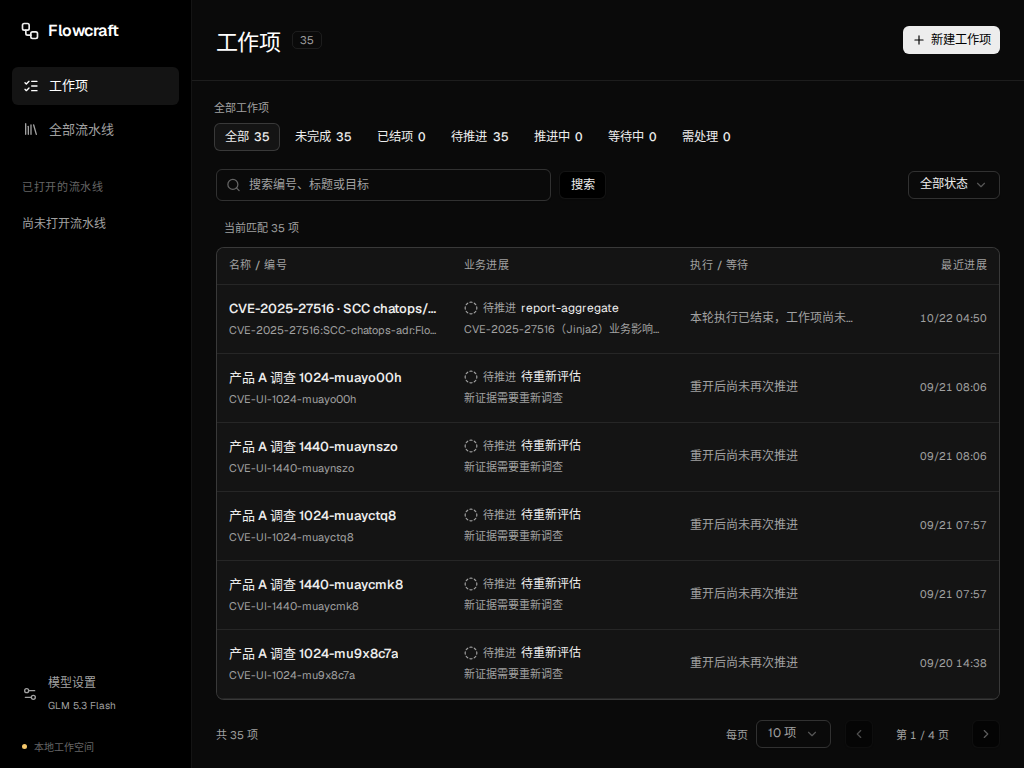 Flowcraft
工作项
全部流水线
已打开的流水线
尚未打开流水线
模型设置
GLM 5.3 Flash
本地工作空间
工作项 35
新建工作项
全部工作项
全部 35 未完成 35 已结项 0 待推进 35 推进中 0 等待中 0 需处理 0
搜索编号、标题或目标 搜索 全部状态
当前匹配 35 项
名称 / 编号 业务进展 执行 / 等待 最近进展
CVE-2025-27516 · SCC chatops/... 待推进 report-aggregate 本轮执行已结束，工作项尚未... 10/22 04:50
CVE-2025-27516:SCC-chatops-adr:Flo... CVE-2025-27516（Jinja2）业务影响...
产品 A 调查 1024-muayo00h 待推进 待重新评估 重开后尚未再次推进 09/21 08:06
CVE-UI-1024-muayo00h 新证据需要重新调查
产品 A 调查 1440-muaynszo 待推进 待重新评估 重开后尚未再次推进 09/21 08:06
CVE-UI-1440-muaynszo 新证据需要重新调查
产品 A 调查 1024-muayctq8 待推进 待重新评估 重开后尚未再次推进 09/21 07:57
CVE-UI-1024-muayctq8 新证据需要重新调查
产品 A 调查 1440-muaycmk8 待推进 待重新评估 重开后尚未再次推进 09/21 07:57
CVE-UI-1440-muaycmk8 新证据需要重新调查
产品 A 调查 1024-mu9x8c7a 待推进 待重新评估 重开后尚未再次推进 09/20 14:38
CVE-UI-1024-mu9x8c7a 新证据需要重新调查
共 35 项 每页 10 项 第 1 / 4 页